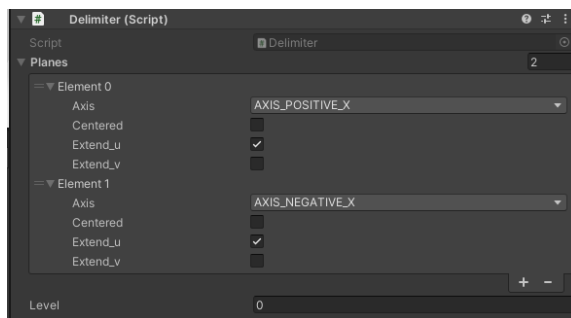 # Delimiter (Script)
Script # Delimiter
Planes 2
Element 0
Axis AXIS_POSITIVE_X
Centered
Extend_u
Extend_v
Element 1
Axis AXIS_NEGATIVE_X
Centered
Extend_u
Extend_v
+ -
Level 0